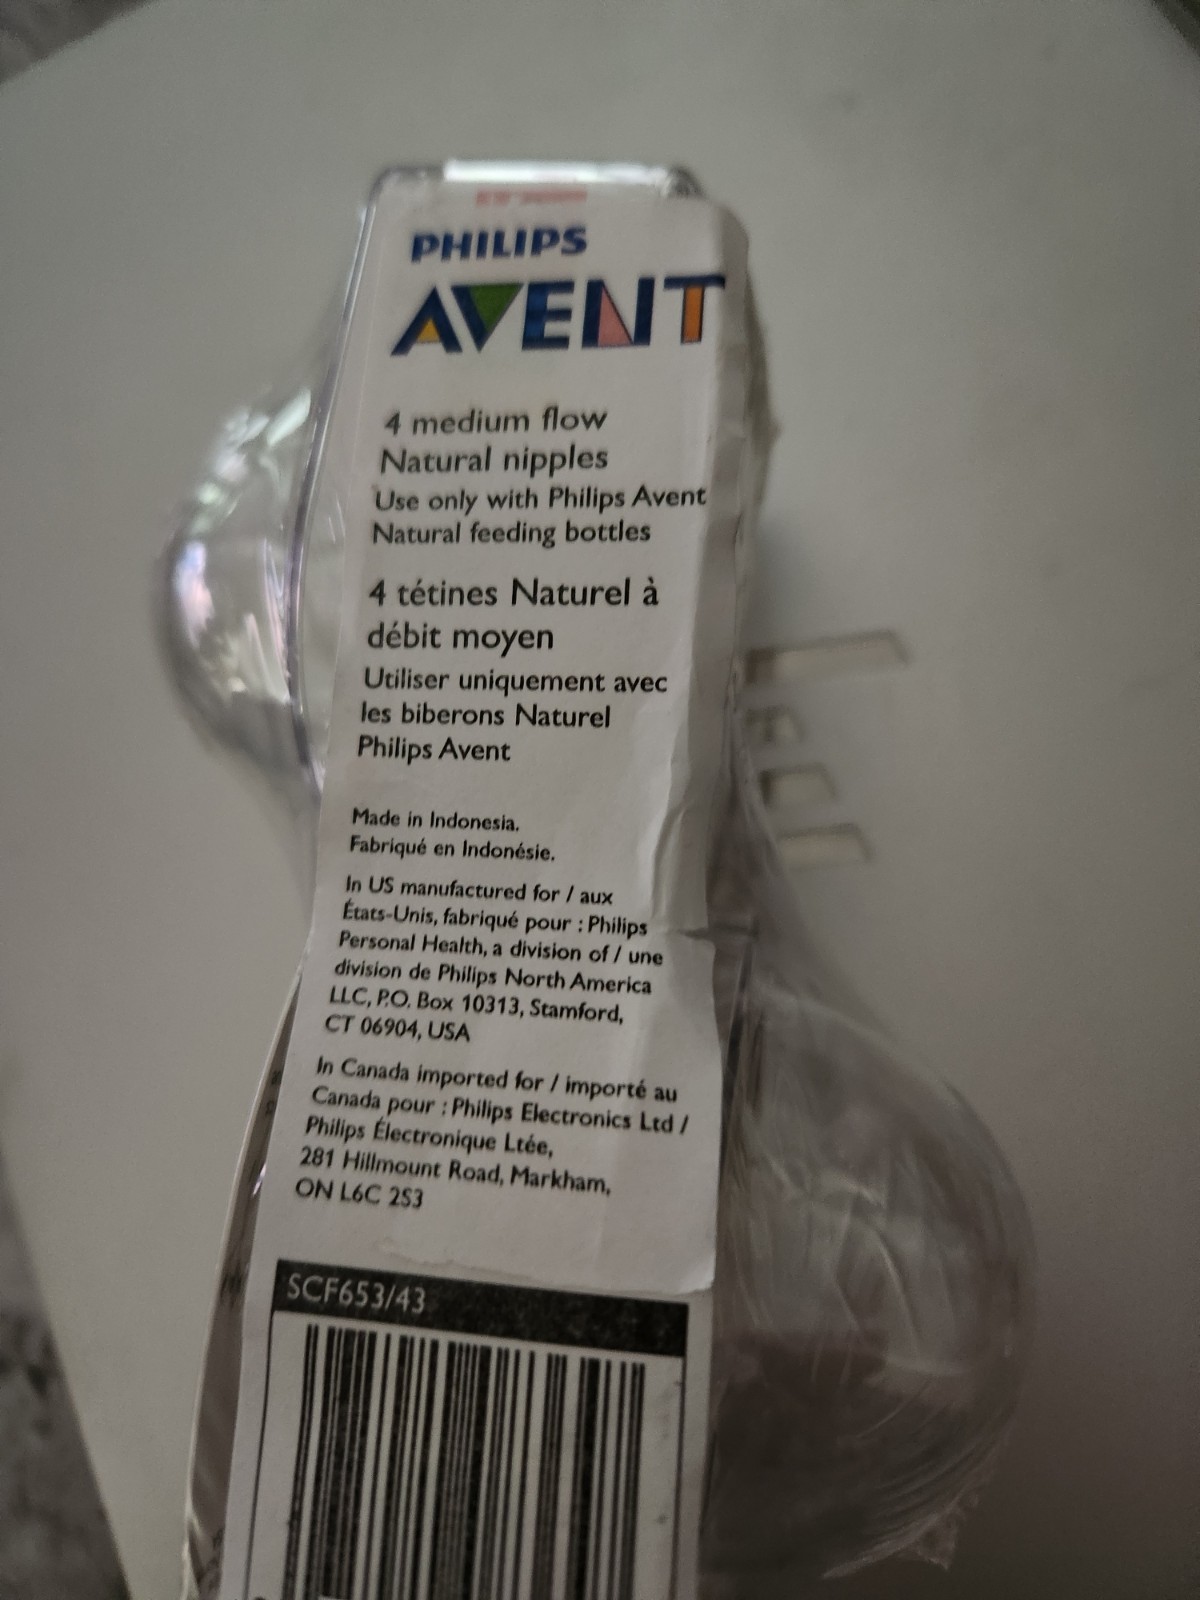 PHILIPS
AVENT
4 medium flow
Natural nipples
Use only with Philips Avent
Natural feeding bottles
4 tétines Naturel à
débit moyen
Utiliser uniquement avec
les biberons Naturel
Philips Avent
Made in Indonesia.
Fabriqué en Indonésie.
In US manufactured for / aux
États-Unis, fabriqué pour : Philips
Personal Health, a division of / une
division de Philips North America
LLC, P.O. Box 10313, Stamford,
CT 06904, USA
In Canada imported for / importé au
Canada pour : Philips Electronics Ltd /
Philips Électronique Ltée,
281 Hillmount Road, Markham,
ON L6C 2S3
SCF653/43